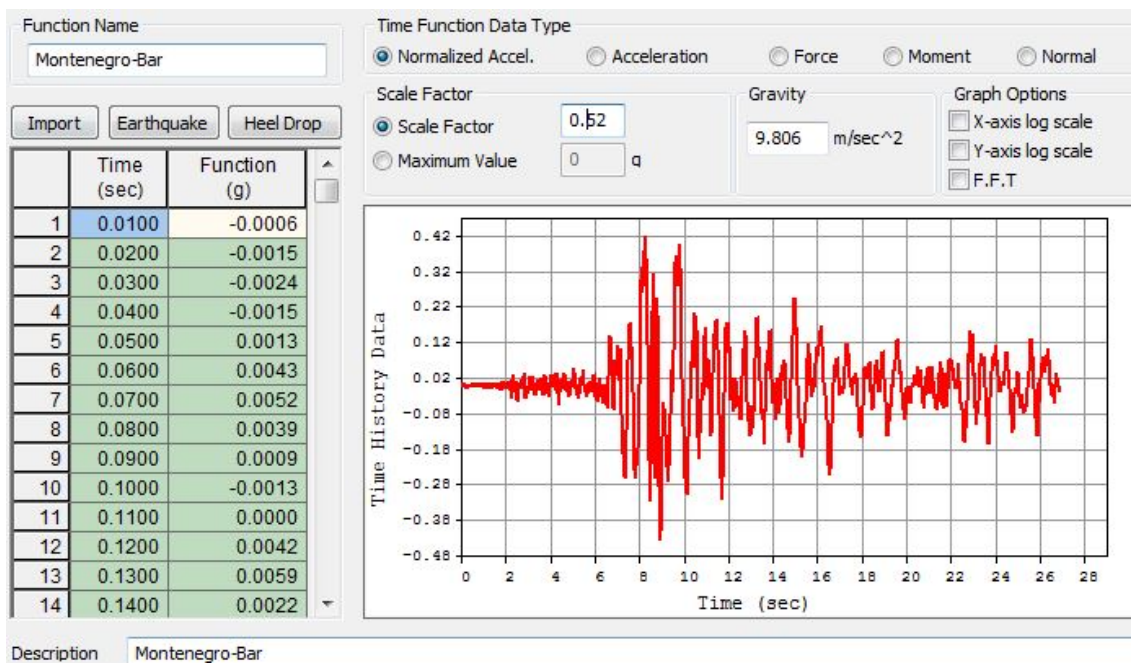 Function Name
Montenegro-Bar
Time Function Data Type
Normalized Accel. Acceleration Force Moment Normal
Import Earthquake Heel Drop
Scale Factor
Scale Factor 0.52
Maximum Value 0 g
Gravity
9.806 m/sec^2
Graph Options
X-axis log scale
Y-axis log scale
F.F.T
Time Function
(sec) (g)
1 0.0100 -0.0006
2 0.0200 -0.0015
3 0.0300 -0.0024
4 0.0400 -0.0015
5 0.0500 0.0013
6 0.0600 0.0043
7 0.0700 0.0052
8 0.0800 0.0039
9 0.0900 0.0009
10 0.1000 -0.0013
11 0.1100 0.0000
12 0.1200 0.0042
13 0.1300 0.0059
14 0.1400 0.0022
Time History Data
0.42
0.32
0.22
0.12
0.02
-0.08
-0.18
-0.28
-0.38
-0.48
0 2 4 6 8 10 12 14 16 18 20 22 24 26 28
Time (sec)
Description Montenegro-Bar